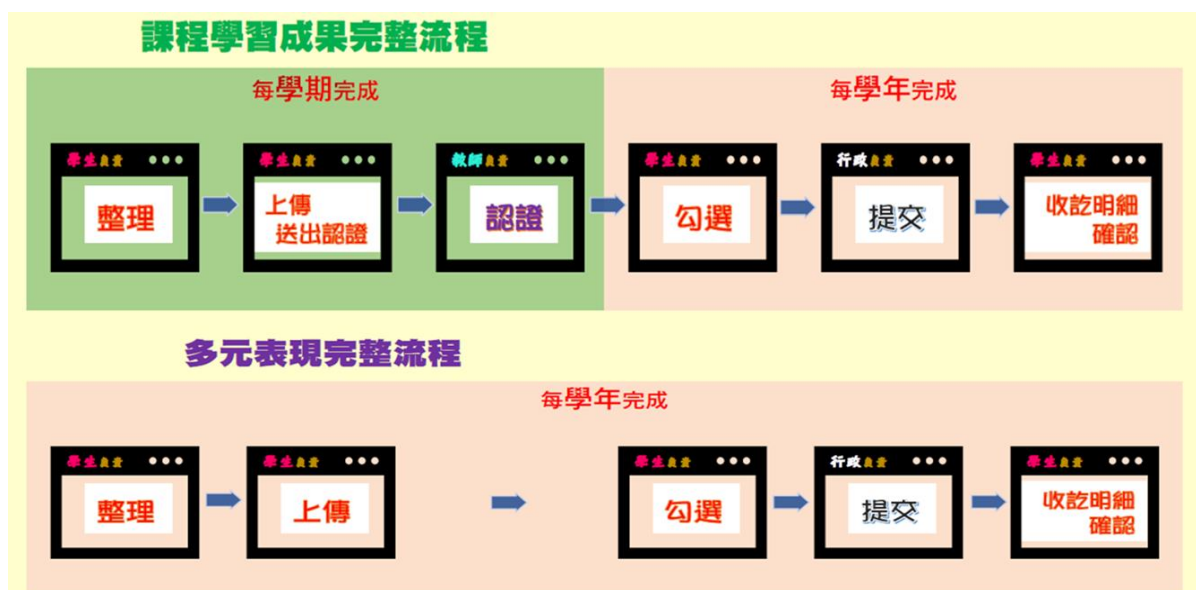 課程學習成果完整流程
每學期完成
每學年完成
學生負責
整理
學生負責
上傳
送出認證
教師負責
認證
學生負責
勾選
行政負責
提交
學生負責
收訖明細
確認
多元表現完整流程
每學年完成
學生負責
整理
學生負責
上傳
學生負責
勾選
行政負責
提交
學生負責
收訖明細
確認